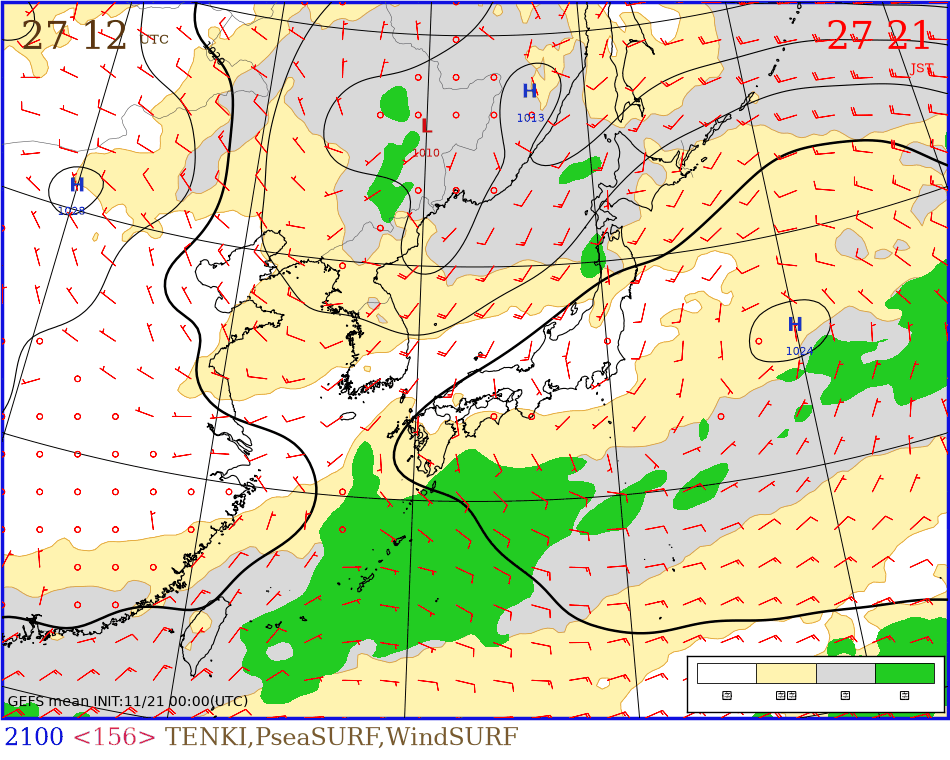 27 12 UTC
27 21
JST
1020
H
1013
L
1010
H
1028
H
1024
GEFS mean INIT:11/21 00:00(UTC)
2100 <156> TENKI,PseaSURF,WindSURF